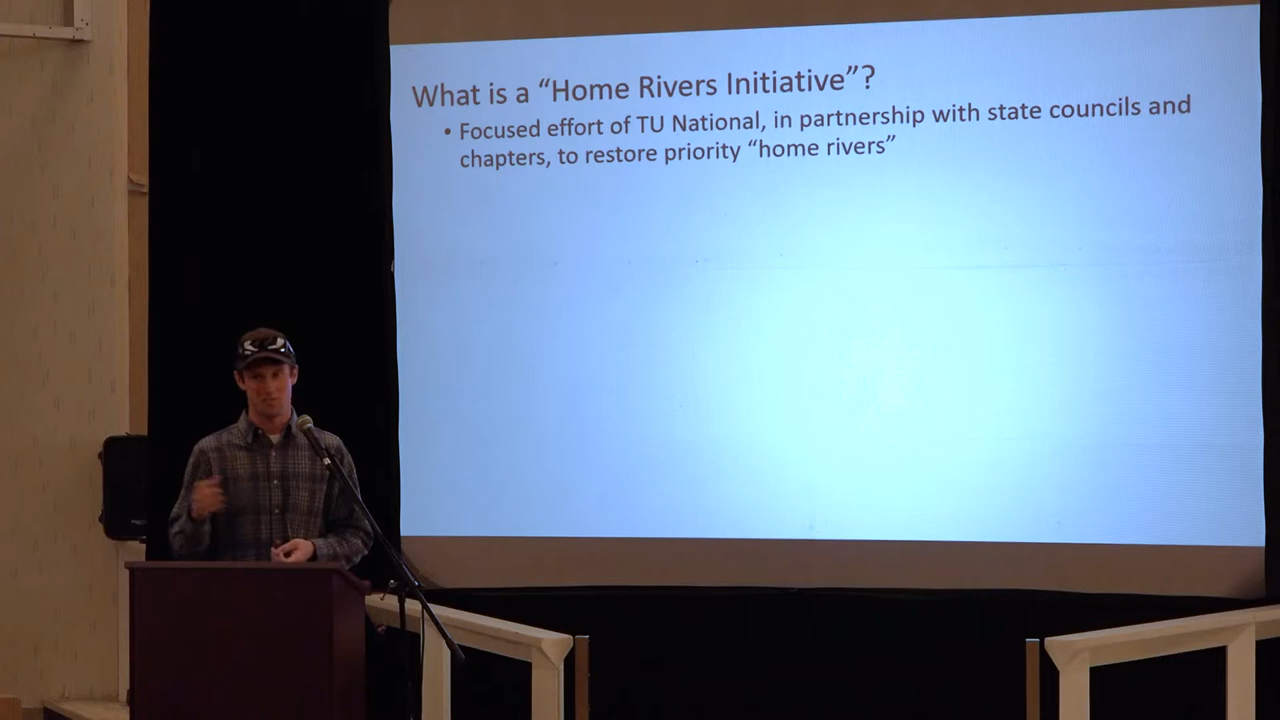 What is a “Home Rivers Initiative”?
• Focused effort of TU National, in partnership with state councils and
chapters, to restore priority “home rivers”